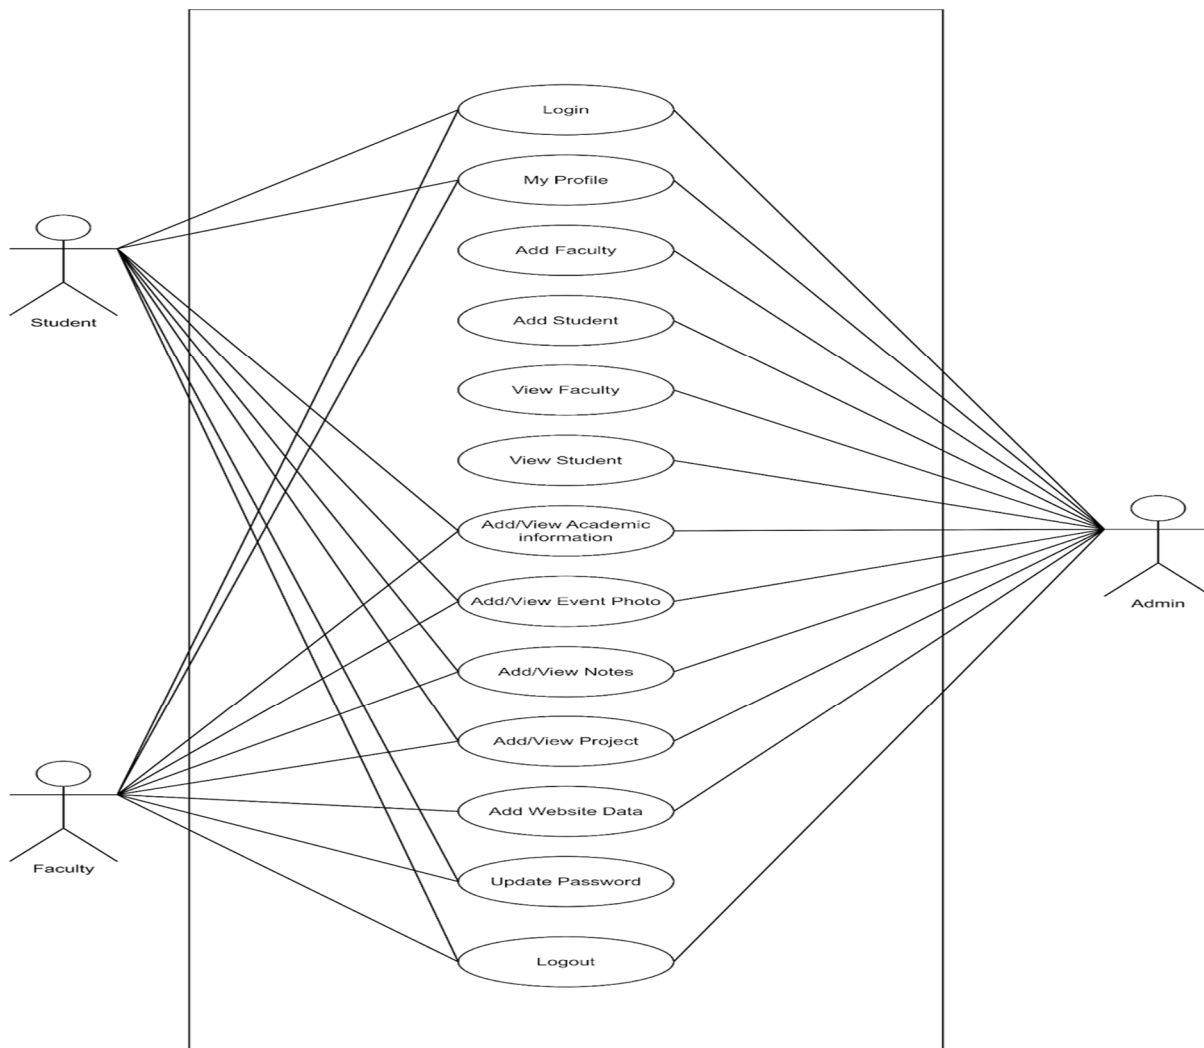 Login
My Profile
Add Faculty
Student
Add Student
View Faculty
View Student
Add/View Academic
information
Add/View Event Photo
Admin
Add/View Notes
Add/View Project
Add Website Data
Faculty
Update Password
Logout